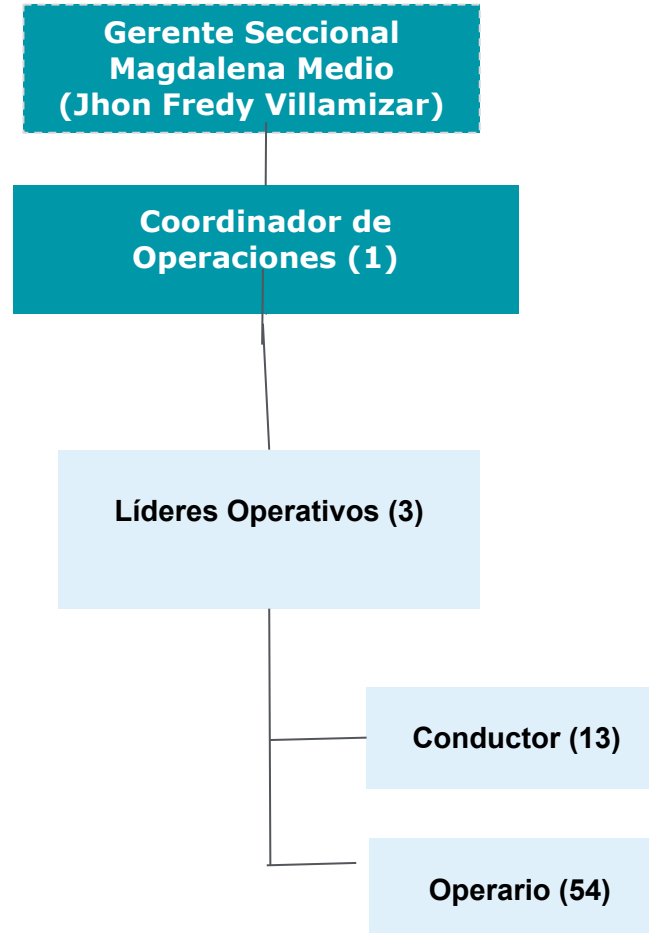 Gerente Seccional
Magdalena Medio
(Jhon Fredy Villamizar)
Coordinador de
Operaciones (1)
Líderes Operativos (3)
Conductor (13)
Operario (54)